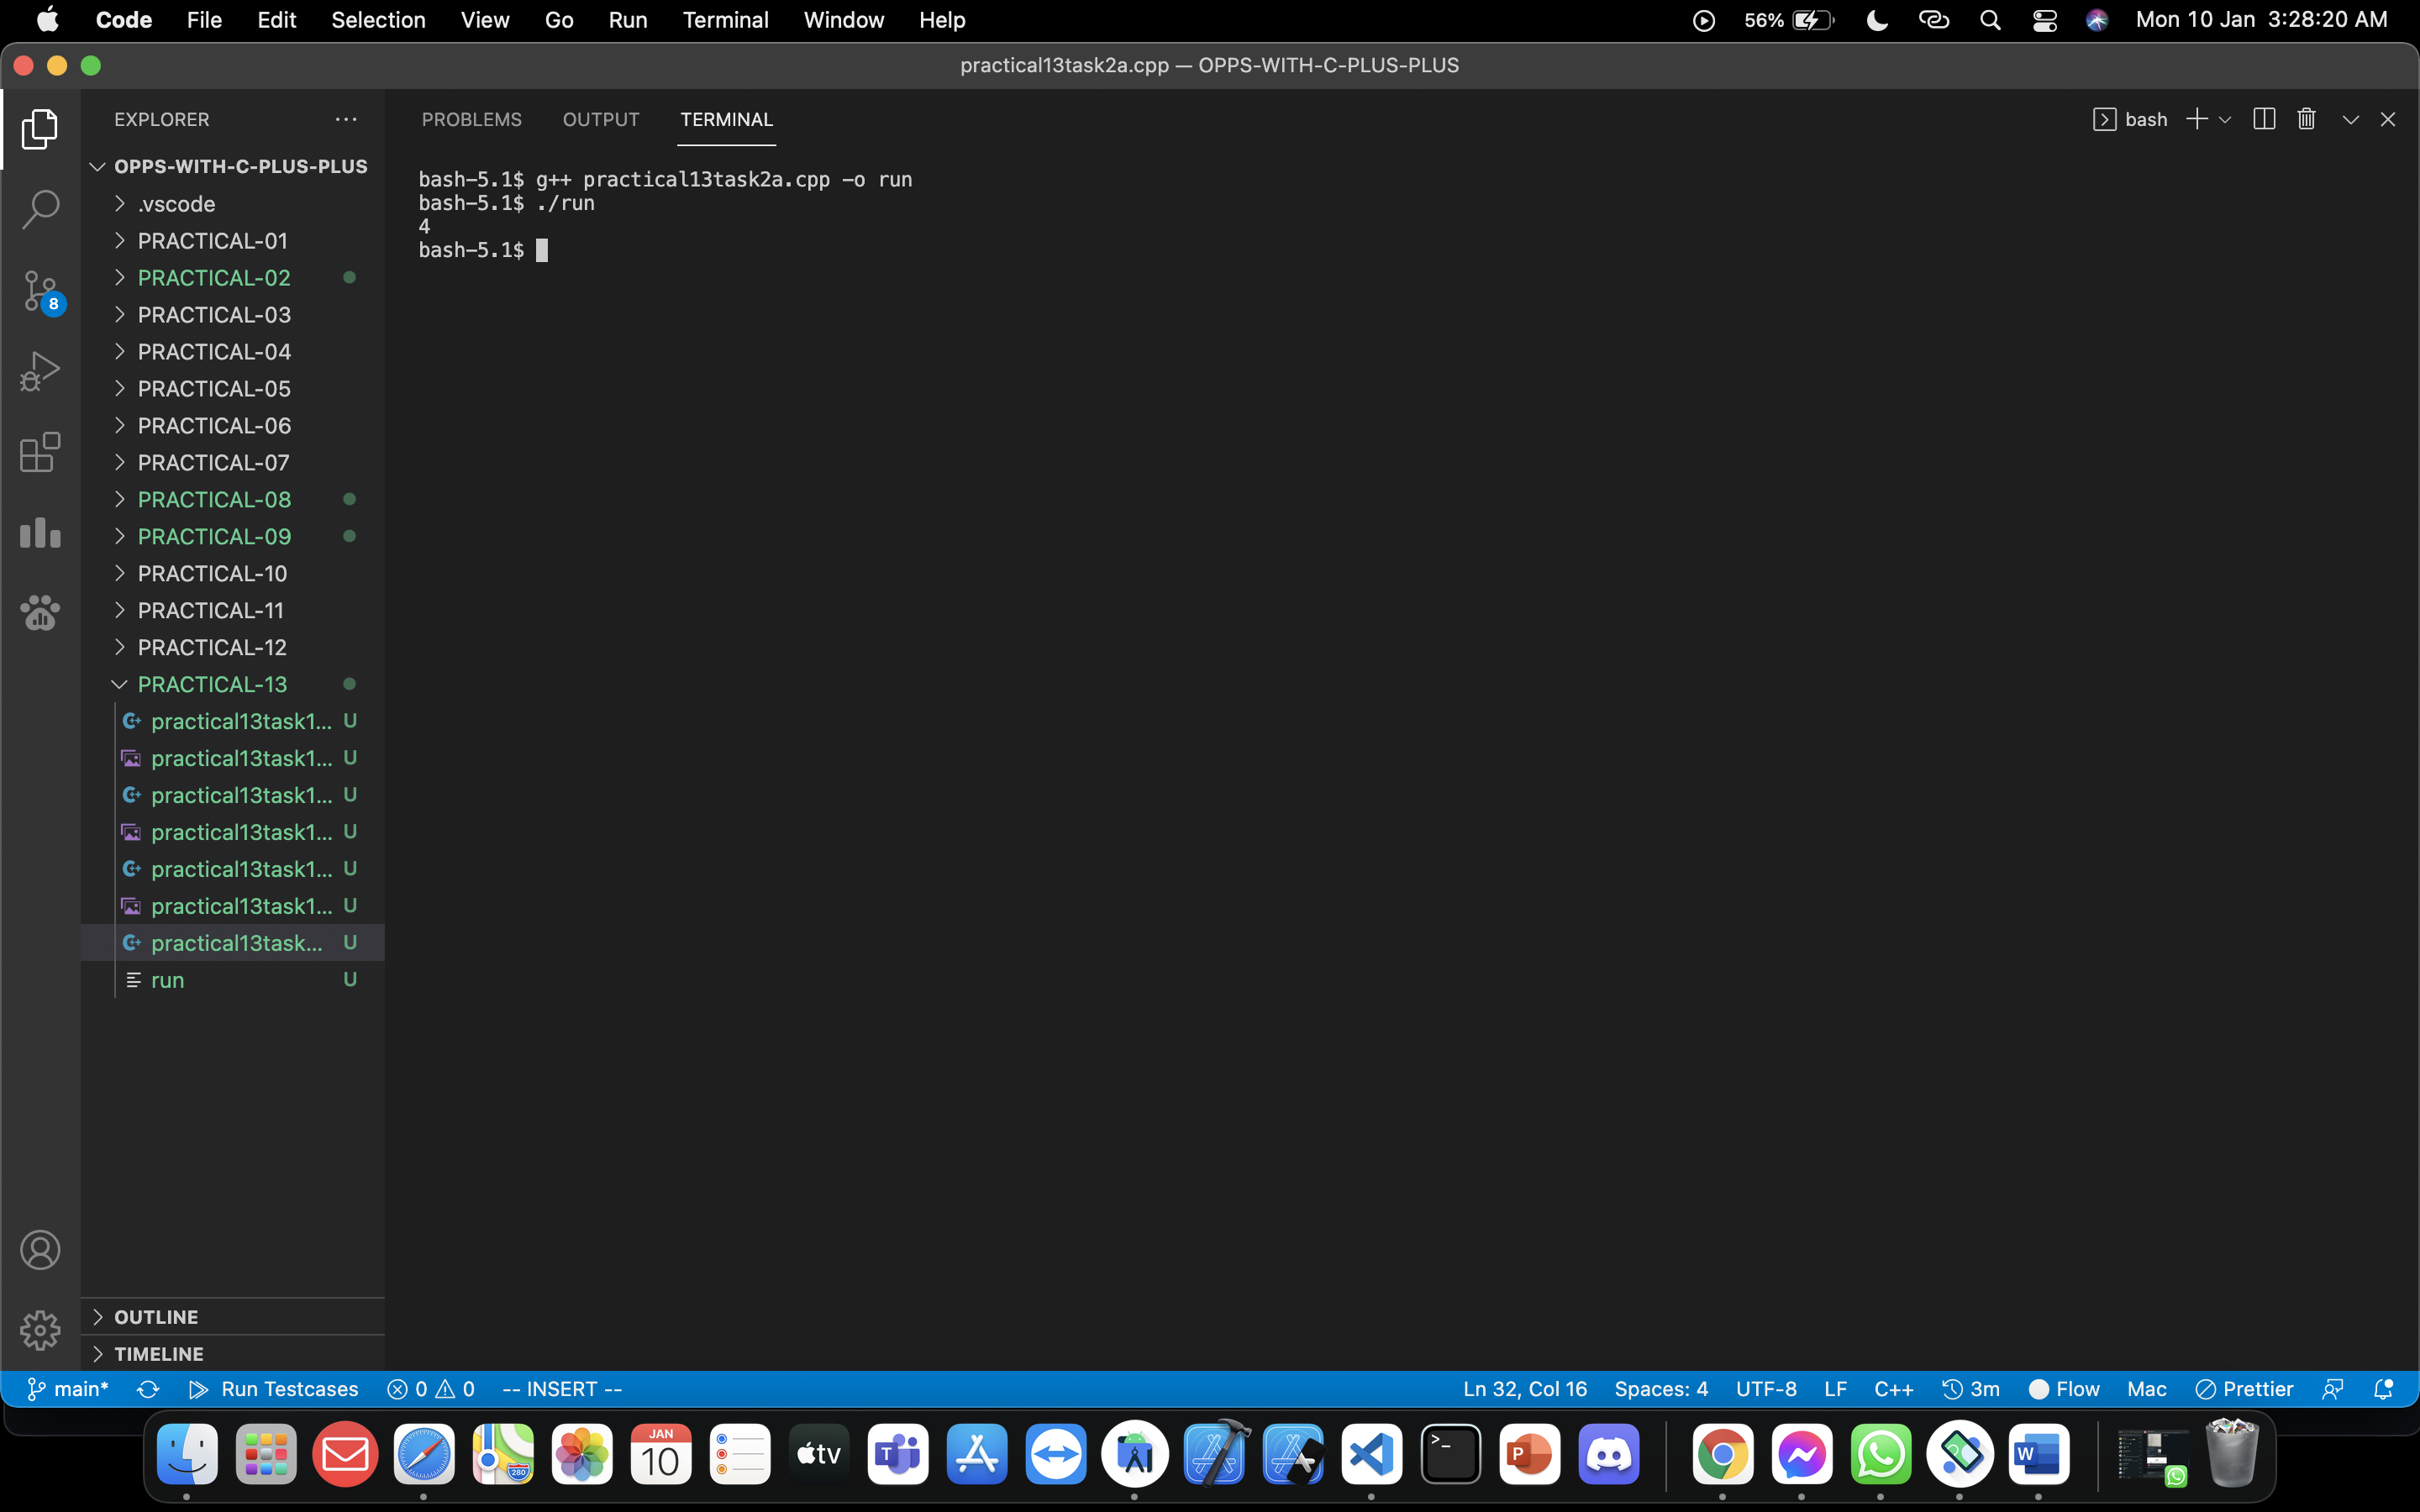 Code File Edit Selection View Go Run Terminal Window Help 56% Mon 10 Jan 3:28:20 AM
practical13task2a.cpp — OPPS-WITH-C-PLUS-PLUS
EXPLORER ...
OPPS-WITH-C-PLUS-PLUS
.vscode
PRACTICAL-01
PRACTICAL-02
PRACTICAL-03
PRACTICAL-04
PRACTICAL-05
PRACTICAL-06
PRACTICAL-07
PRACTICAL-08
PRACTICAL-09
PRACTICAL-10
PRACTICAL-11
PRACTICAL-12
PRACTICAL-13
practical13task1... U
practical13task1... U
practical13task1... U
practical13task1... U
practical13task1... U
practical13task1... U
practical13task... U
run U
OUTLINE
TIMELINE
8
PROBLEMS OUTPUT TERMINAL bash
bash-5.1$ g++ practical13task2a.cpp -o run
bash-5.1$ ./run
4
bash-5.1$
main* Run Testcases 0 0 -- INSERT -- Ln 32, Col 16 Spaces: 4 UTF-8 LF C++ 3m Flow Mac Prettier
JAN
10
tv
280
T
P
W
>_